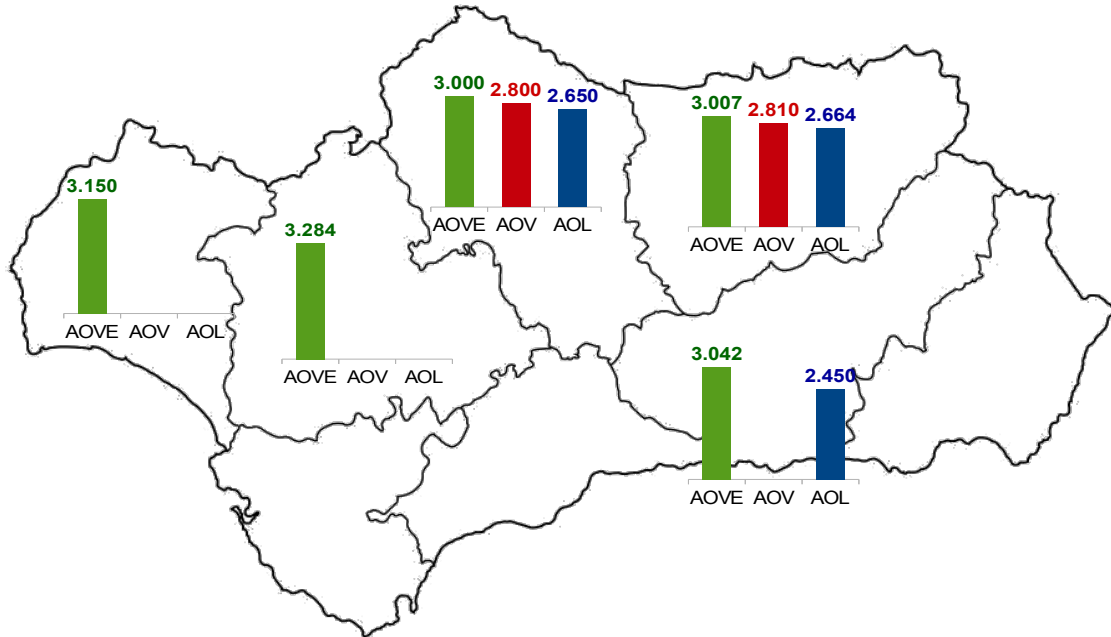 3.000 2.800 2.650
AOVE AOV AOL
3.007 2.810 2.664
AOVE AOV AOL
3.150
AOVE AOV AOL
3.284
AOVE AOV AOL
3.042 2.450
AOVE AOV AOL